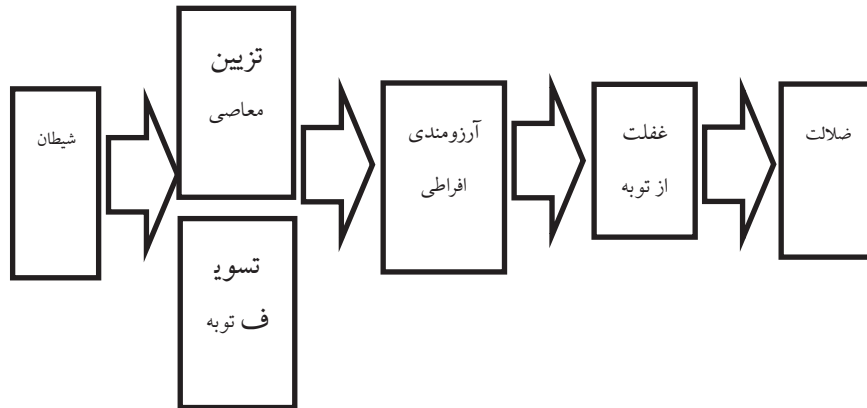 شیطان
تزیین
معاصی
تسوی
ف توبه
آرزومندی
افراطی
غفلت
از توبه
ضلالت